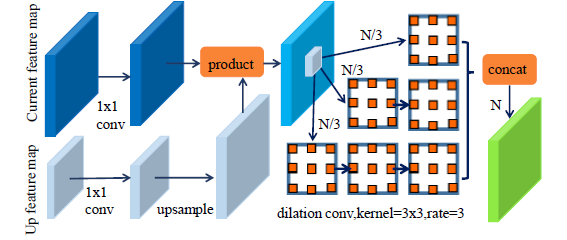 Current feature map
1x1
conv
product
N/3
N/3
N/3
concat
N
Up feature map
1x1
conv
upsample
dilation conv,kernel=3x3,rate=3